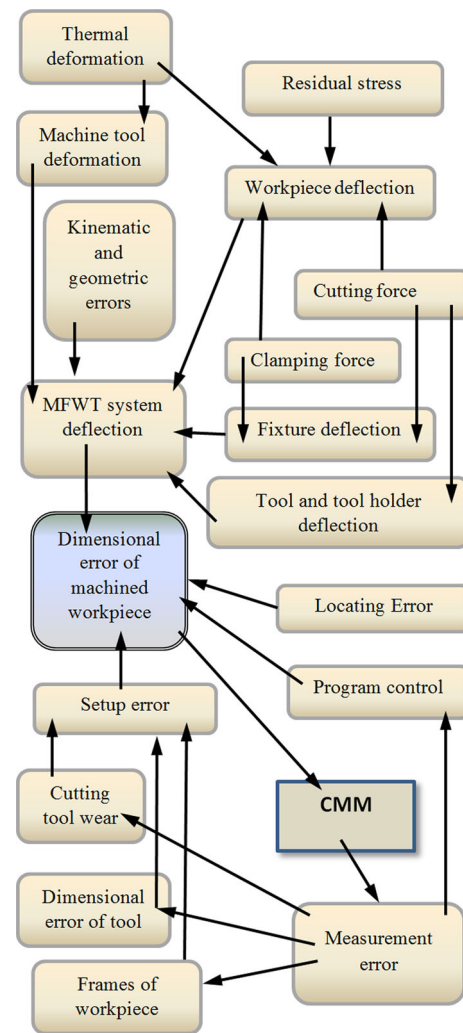 Thermal
deformation
Residual stress
Machine tool
deformation
Workpiece deflection
Kinematic
and
geometric
errors
Cutting force
Clamping force
MFWT system
deflection
Fixture deflection
Tool and tool holder
deflection
Dimensional
error of
machined
workpiece
Locating Error
Program control
Setup error
Cutting
tool wear
CMM
Dimensional
error of tool
Measurement
error
Frames of
workpiece